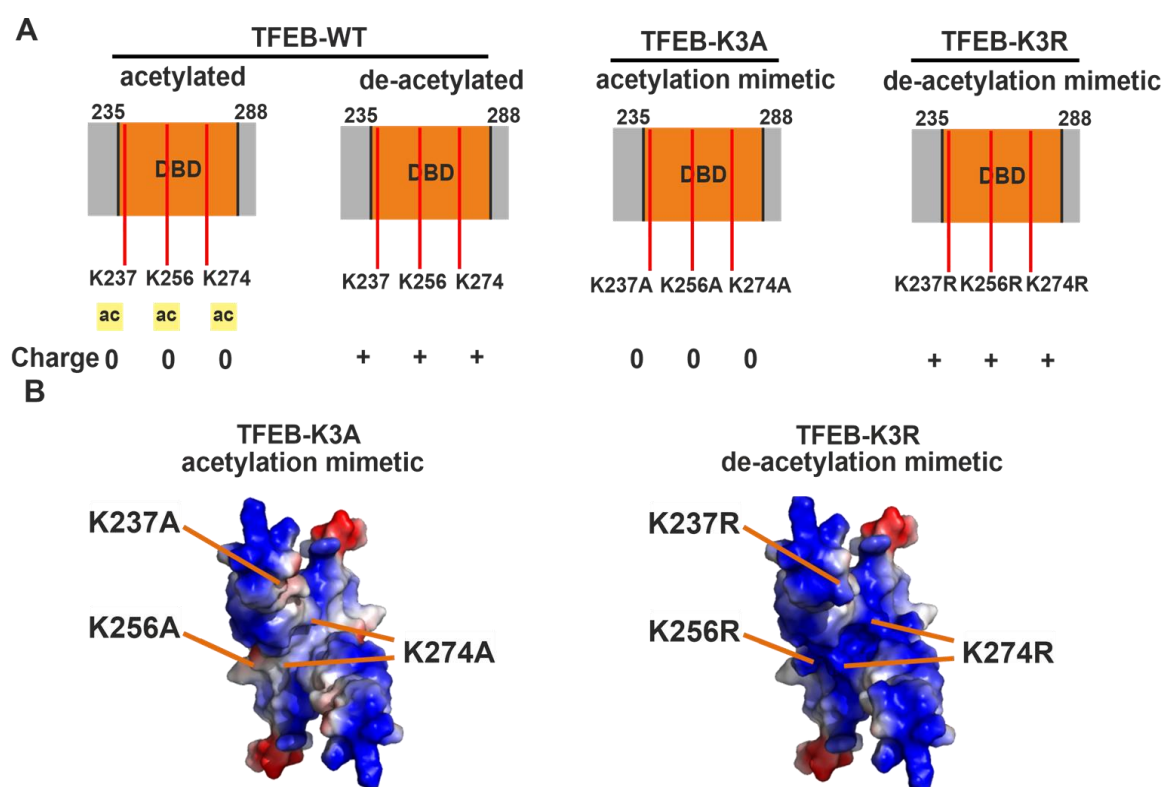 A
TFEB-WT
TFEB-K3A
TFEB-K3R
acetylated
de-acetylated
acetylation mimetic
de-acetylation mimetic
235 288
235 288
235 288
235 288
DBD
DBD
DBD
DBD
K237 K256 K274
K237 K256 K274
K237A K256A K274A
K237R K256R K274R
ac ac ac
Charge 0 0 0
+ + +
0 0 0
+ + +
B
TFEB-K3A
acetylation mimetic
K237A
K256A
K274A
TFEB-K3R
de-acetylation mimetic
K237R
K256R
K274R